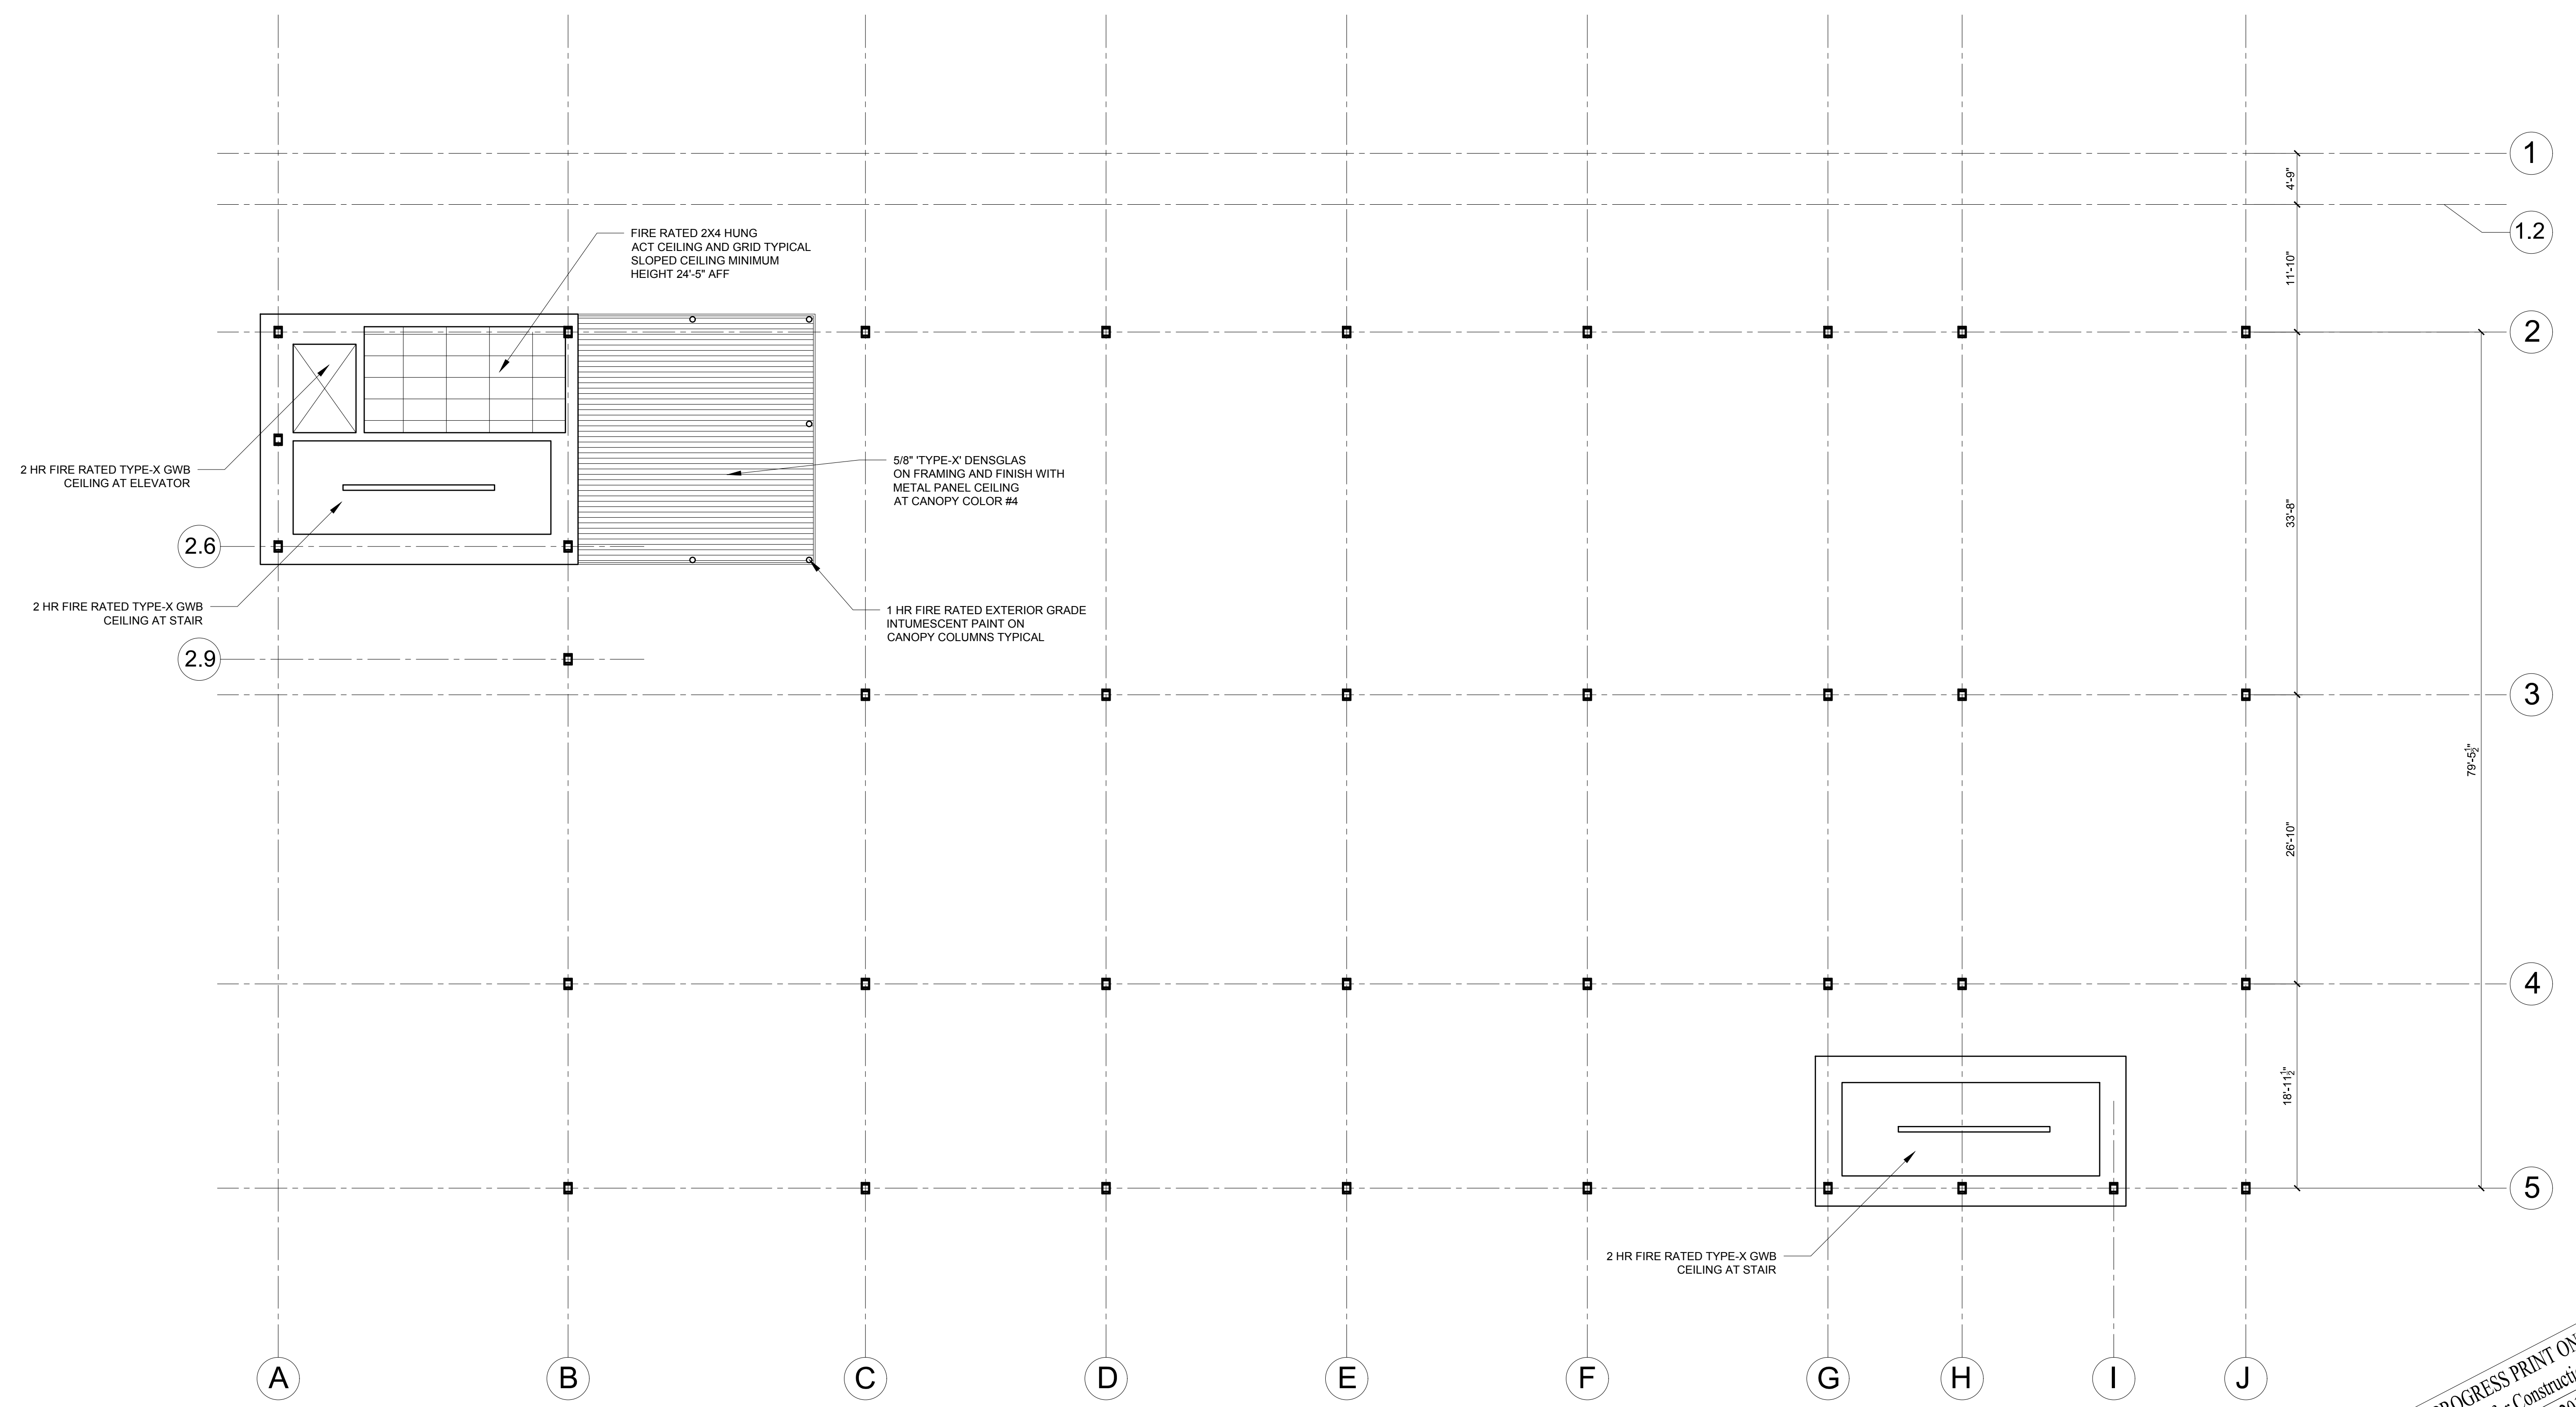 1
4'-9"
1.2
FIRE RATED 2X4 HUNG
ACT CEILING AND GRID TYPICAL
SLOPED CEILING MINIMUM
HEIGHT 24'-5" AFF
11'-10"
2
2 HR FIRE RATED TYPE-X GWB
CEILING AT ELEVATOR
5/8" 'TYPE-X' DENSGLAS
ON FRAMING AND FINISH WITH
METAL PANEL CEILING
AT CANOPY COLOR #4
33'-8"
2.6
2 HR FIRE RATED TYPE-X GWB
CEILING AT STAIR
1 HR FIRE RATED EXTERIOR GRADE
INTUMESCENT PAINT ON
CANOPY COLUMNS TYPICAL
2.9
3
79'-5½"
26'-10"
4
18'-11½"
5
2 HR FIRE RATED TYPE-X GWB
CEILING AT STAIR
A B C D E F G H I J
PROGRESS PRINT ON
Constructi